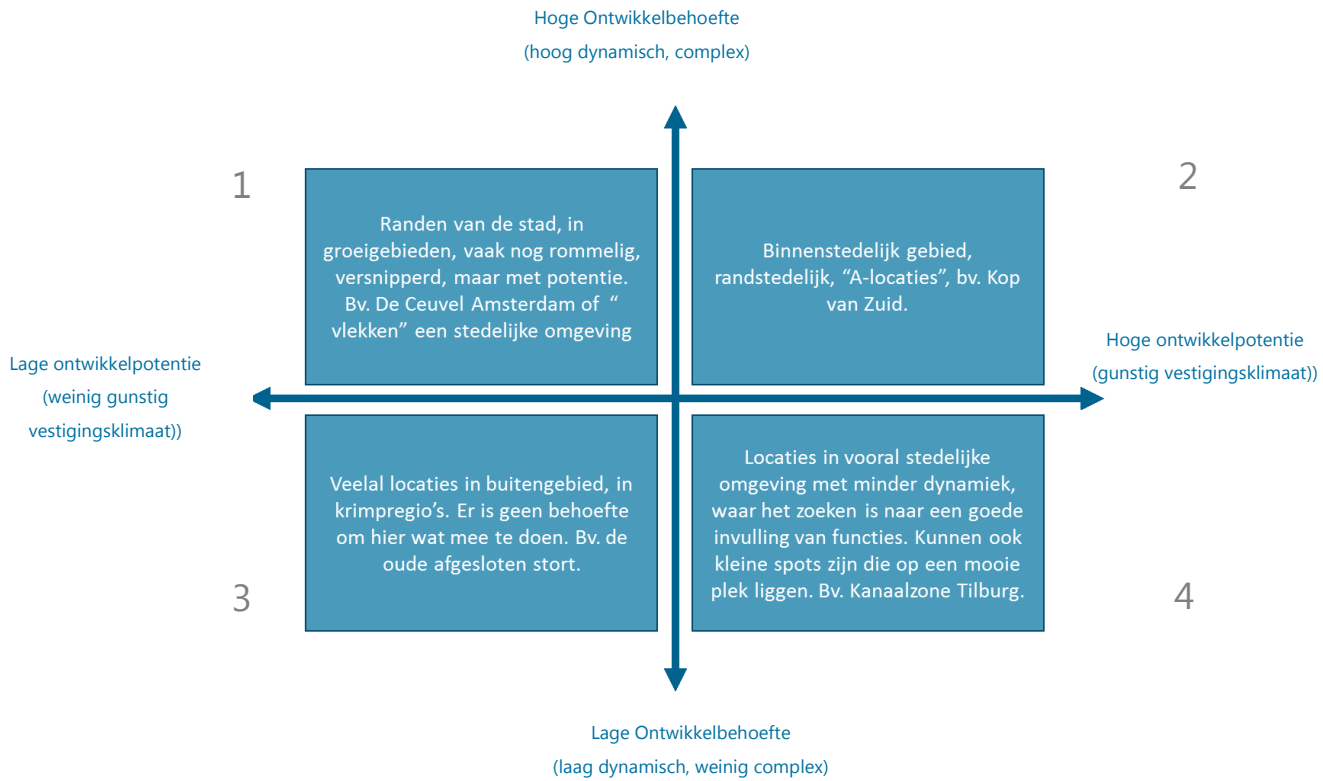 Hoge Ontwikkelbehoefte
(hoog dynamisch, complex)
1
Randen van de stad, in
groeigebieden, vaak nog rommelig,
versnipperd, maar met potentie.
Bv. De Ceuvel Amsterdam of “
vlekken” een stedelijke omgeving
2
Binnenstedelijk gebied,
randstedelijk, “A-locaties”, bv. Kop
van Zuid.
Lage ontwikkelpotentie
(weinig gunstig
vestigingsklimaat))
Hoge ontwikkelpotentie
(gunstig vestigingsklimaat))
3
Veelal locaties in buitengebied, in
krimpregio’s. Er is geen behoefte
om hier wat mee te doen. Bv. de
oude afgesloten stort.
Locaties in vooral stedelijke
omgeving met minder dynamiek,
waar het zoeken is naar een goede
invulling van functies. Kunnen ook
kleine spots zijn die op een mooie
plek liggen. Bv. Kanaalzone Tilburg.
4
Lage Ontwikkelbehoefte
(laag dynamisch, weinig complex)